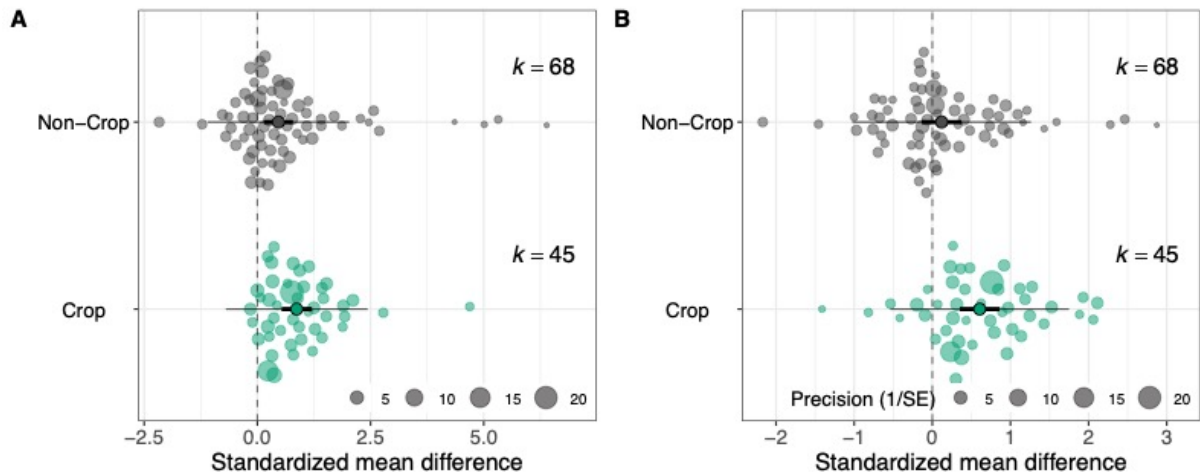 A
B
k = 68
k = 68
Non−Crop
Non−Crop
k = 45
k = 45
Crop
Crop
5 10 15 20
Precision (1/SE) 5 10 15 20
−2.5 0.0 2.5 5.0
−2 −1 0 1 2 3
Standardized mean difference
Standardized mean difference